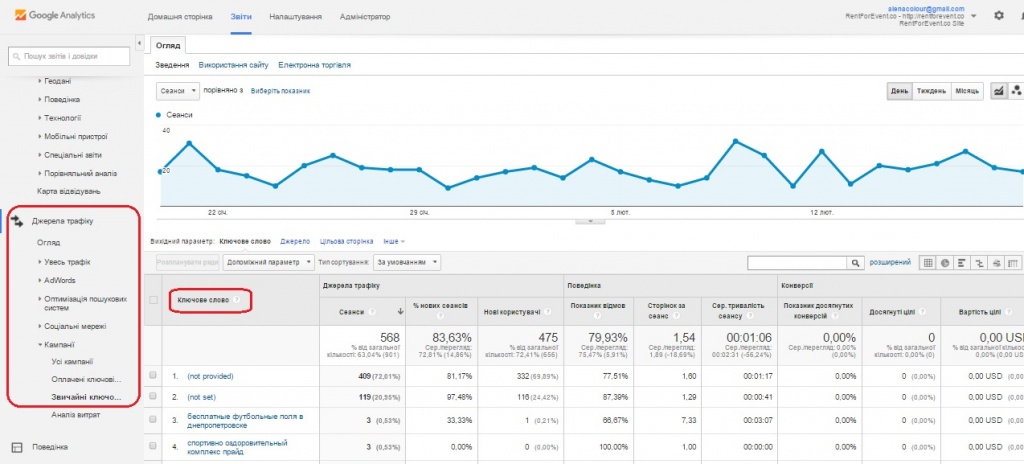 Google Analytics
Домашня сторінка
Звіти
Налаштування
Адміністратор
alenacolour@gmail.com
RentForEvent.co - http://rentforevent.co
RentForEvent.co Site
Пошук звітів і довідки
Геодані
Поведінка
Технології
Мобільні пристрої
Спеціальні звіти
Порівняльний аналіз
Карта відвідувань
Джерела трафіку
Огляд
Увесь трафік
AdWords
Оптимізація пошукових
систем
Соціальні мережі
Кампанії
Усі кампанії
Оплачені ключові...
Звичайні ключо...
Аналіз витрат
Поведінка
Огляд
Зведення Використання сайту Електронна торгівля
Сеанси порівняно з Виберіть показник
День Тиждень Місяць
Сеанси
40
20
22 січ. 29 січ. 5 лют. 12 лют.
Вихідний параметр: Ключове слово Джерело Цільова сторінка Інше
Розпланувати ряди Допоміжний параметр Тип сортування: За умовчанням
розширений
Ключове слово
Джерела трафіку Поведінка Конверсії
Сеанси % нових сеансів Нові користувачі Показник відмов Сторінок за сеанс Сер. тривалість сеансу Показник досягнутих конверсій Досягнуті цілі Вартість цілі
568 83,63% 475 79,93% 1,54 00:01:06 0,00% 0 0,00 USD
% від загальної кількості: 63,04% (901)
Сер.перегляд: 72,81% (14,86%)
% від загальної кількості: 72,41% (656)
Сер.перегляд: 75,47% (5,91%)
Сер.перегляд: 1,89 (-18,69%)
Сер.перегляд: 00:02:31 (-56,24%)
Сер.перегляд: 0,00% (0,00%)
% від загальної кількості: 0,00% (0)
1. (not provided) 409 (72,01%) 81,17% 332 (69,89%) 77,51% 1,60 00:01:17 0,00% 0 (0,00%) 0,00 USD (0,00%)
2. (not set) 119 (20,95%) 97,48% 116 (24,42%) 87,39% 1,29 00:00:41 0,00% 0 (0,00%) 0,00 USD (0,00%)
3. бесплатные футбольные поля в днепропетровске 3 (0,53%) 33,33% 1 (0,21%) 66,67% 7,33 00:03:07 0,00% 0 (0,00%) 0,00 USD (0,00%)
4. спортивно оздоровительный комплекс прайд 3 (0,53%) 0,00% 0 (0,00%) 100,00% 1,00 00:00:00 0,00% 0 (0,00%) 0,00 USD (0,00%)